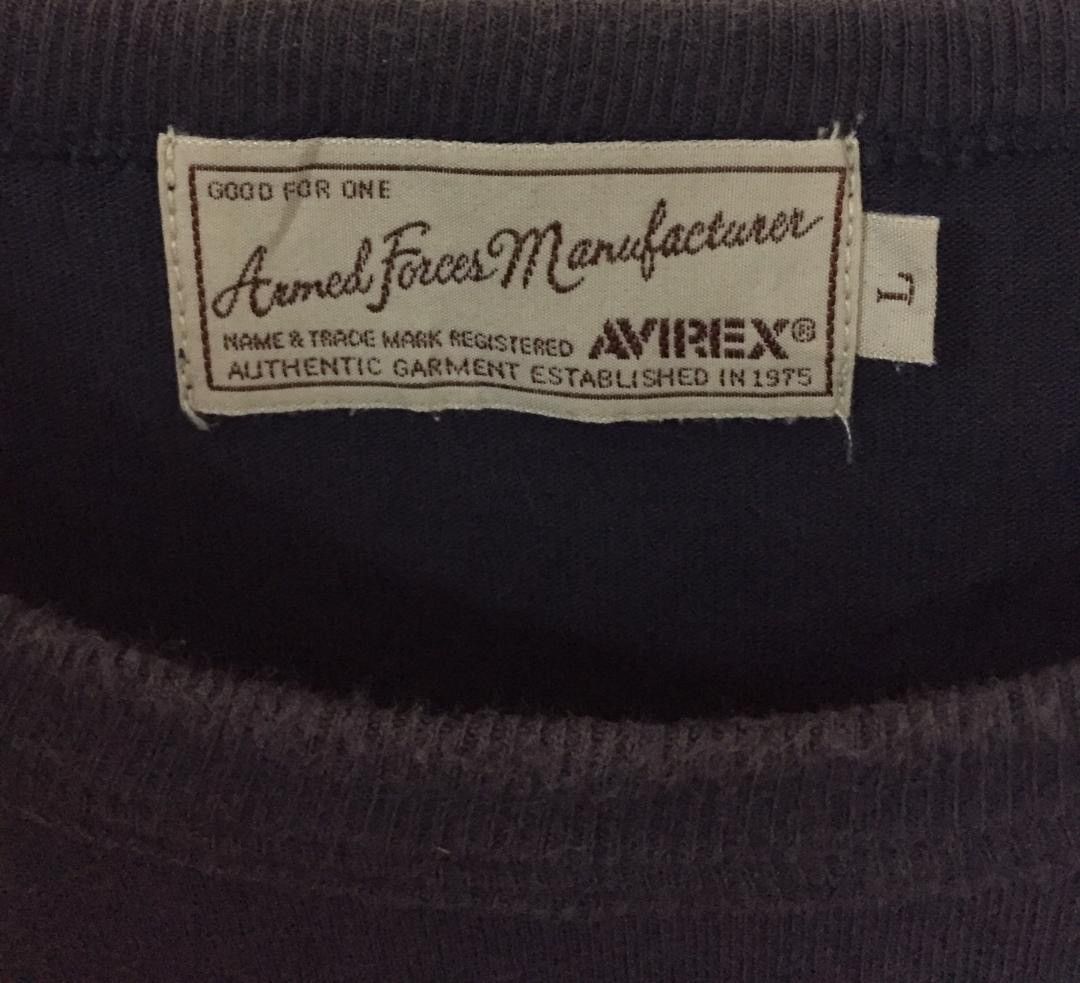 GOOD FOR ONE
Armed Forces Manufacturer
NAME & TRADE MARK REGISTERED AVIREX®
AUTHENTIC GARMENT ESTABLISHED IN 1975
L